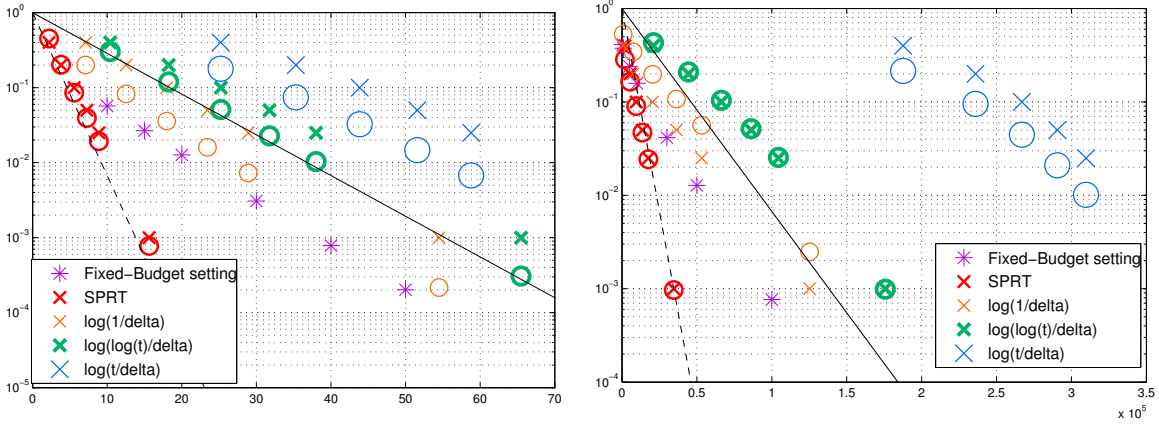 10^0
10^-1
10^-2
10^-3
10^-4
10^-5
0 10 20 30 40 50 60 70
Fixed−Budget setting
SPRT
log(1/delta)
log(log(t)/delta)
log(t/delta)
10^0
10^-1
10^-2
10^-3
10^-4
0 0.5 1 1.5 2 2.5 3 3.5
x 10^5
Fixed−Budget setting
SPRT
log(1/delta)
log(log(t)/delta)
log(t/delta)